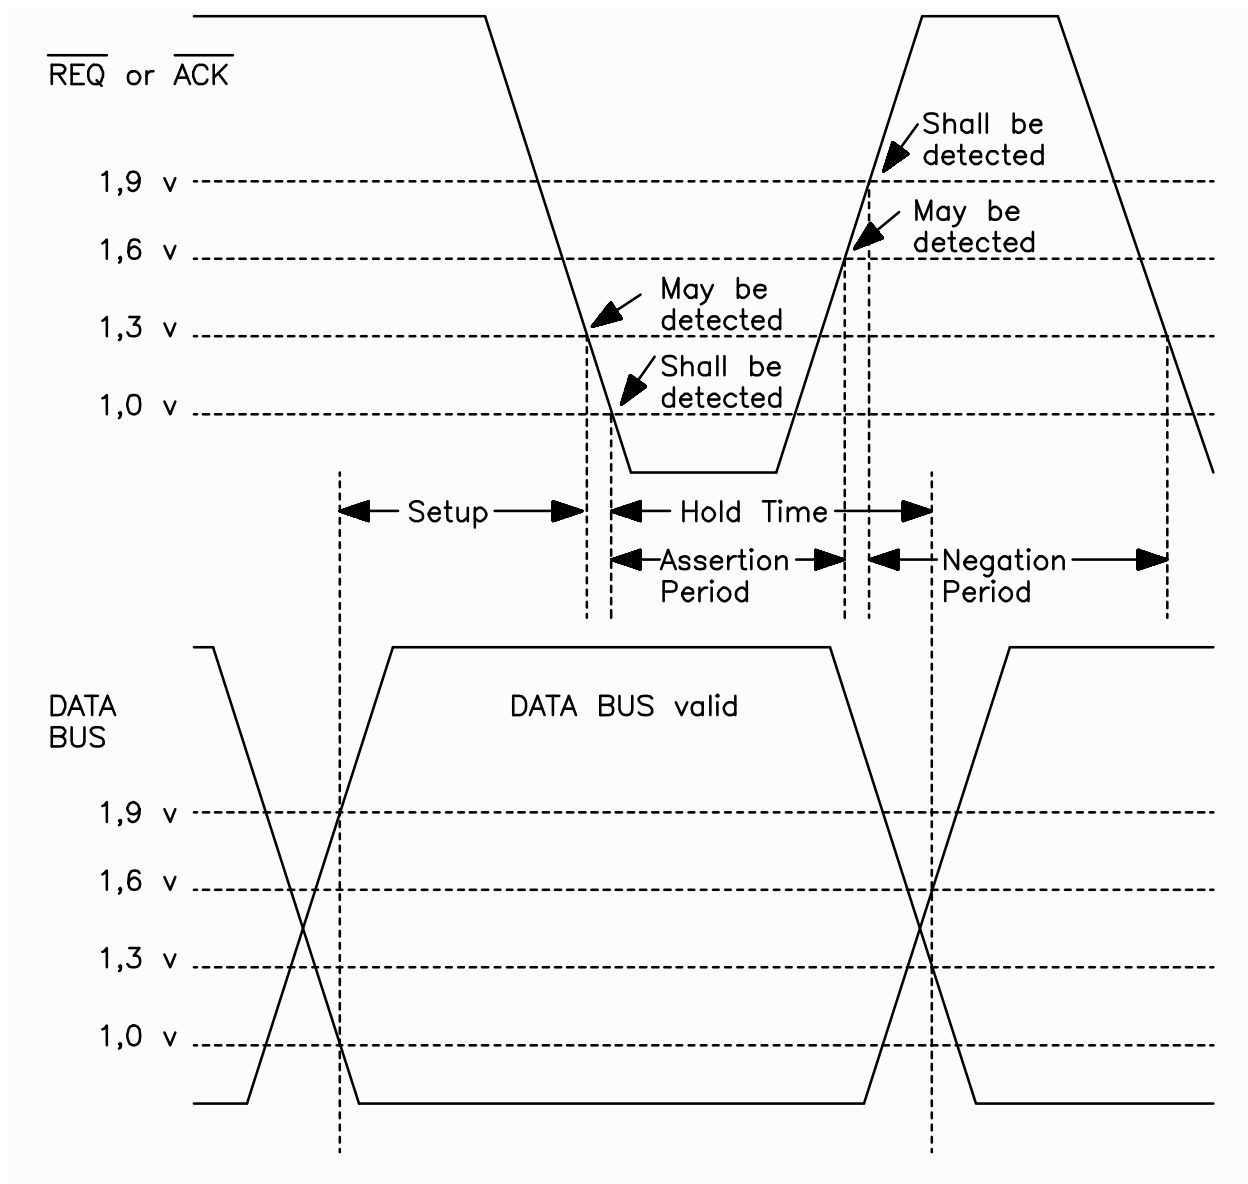 REQ or ACK
Shall be
detected
1,9 v
May be
detected
1,6 v
May be
detected
1,3 v
Shall be
detected
1,0 v
Setup
Hold Time
Assertion
Period
Negation
Period
DATA
BUS
DATA BUS valid
1,9 v
1,6 v
1,3 v
1,0 v